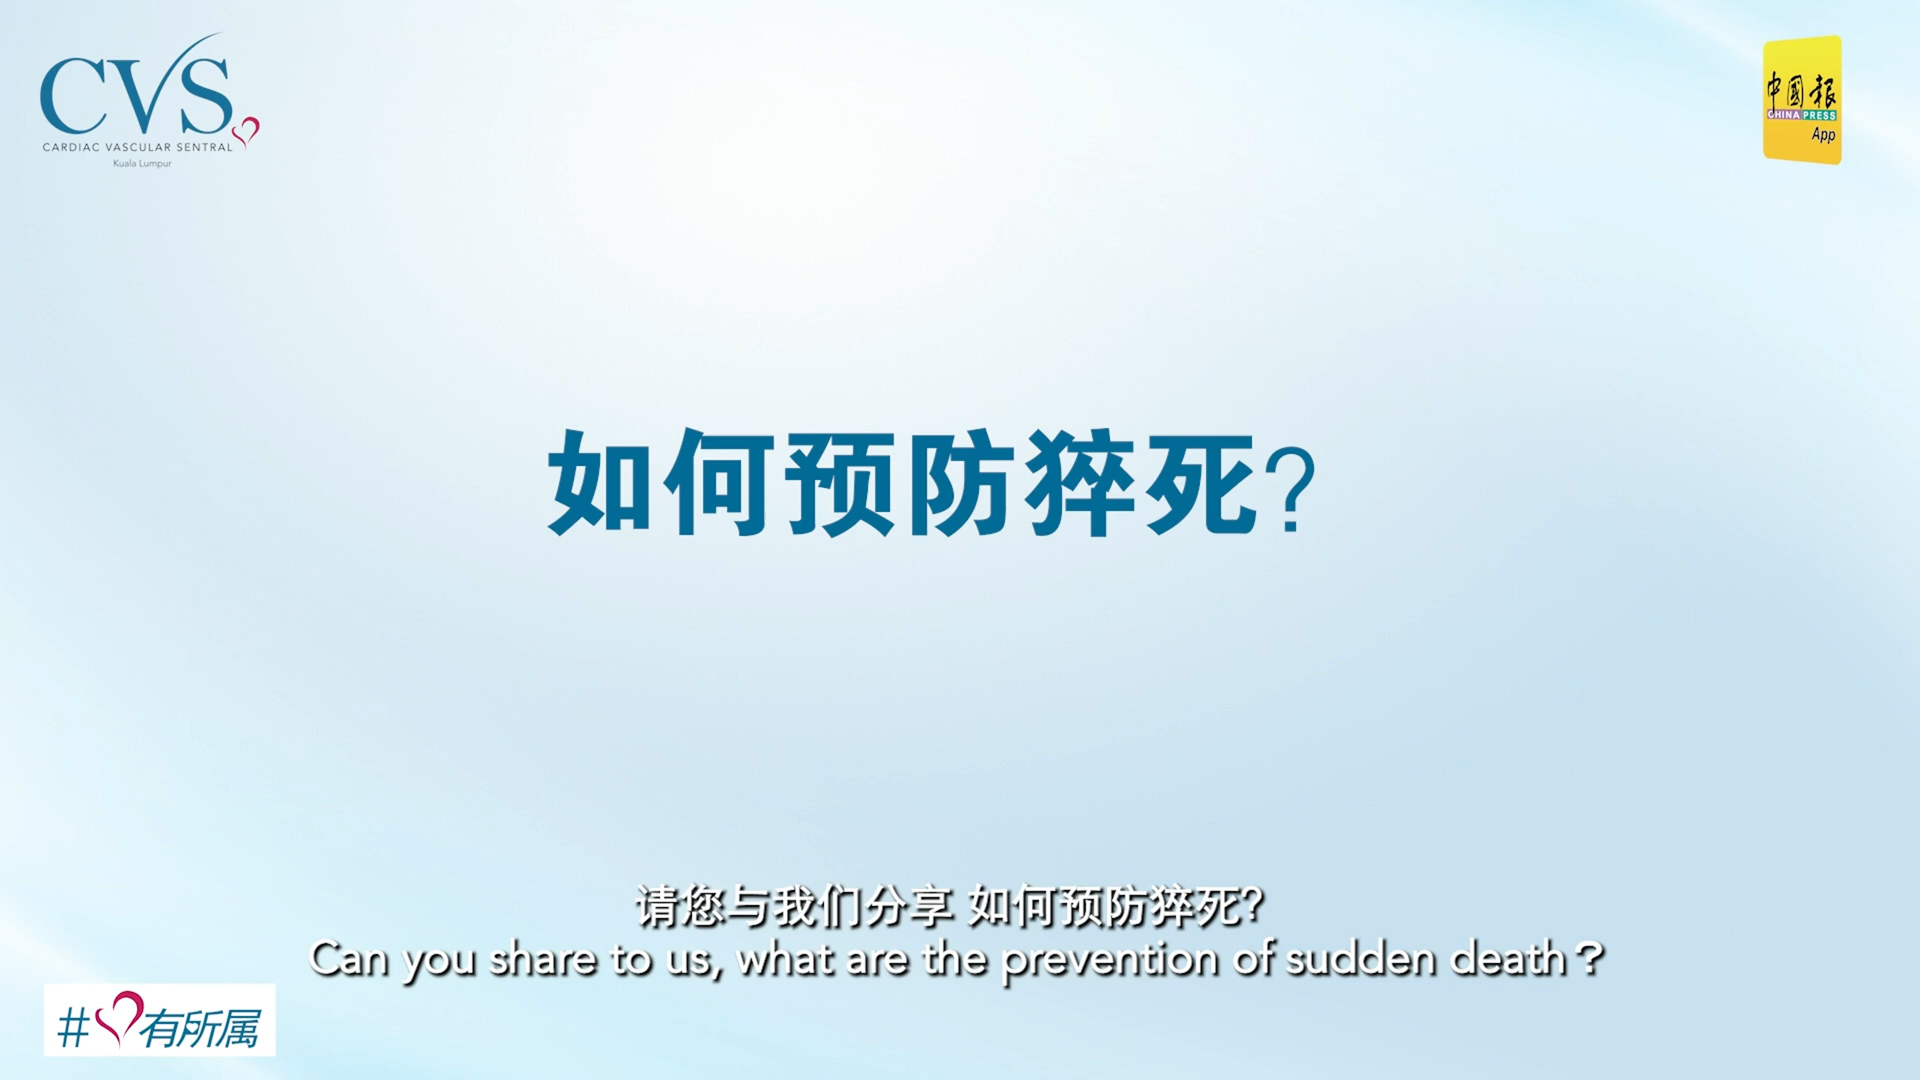 CVS
CARDIAC VASCULAR SENTRAL
Kuala Lumpur
中國報
CHINA PRESS
App
如何预防猝死?
请您与我们分享 如何预防猝死?
Can you share to us, what are the prevention of sudden death？
#有所属